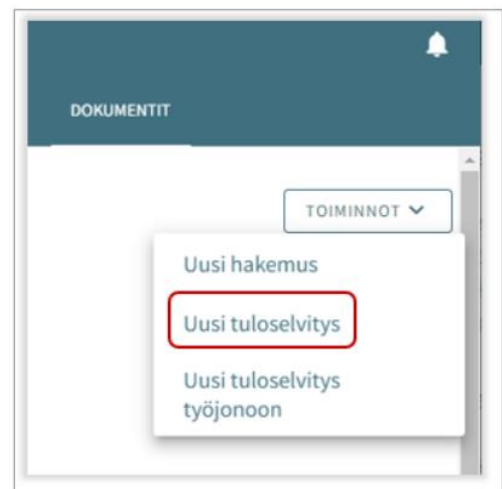 DOKUMENTIT
TOIMINNOT
Uusi hakemus
Uusi tuloselvitys
Uusi tuloselvitys
työjonoon